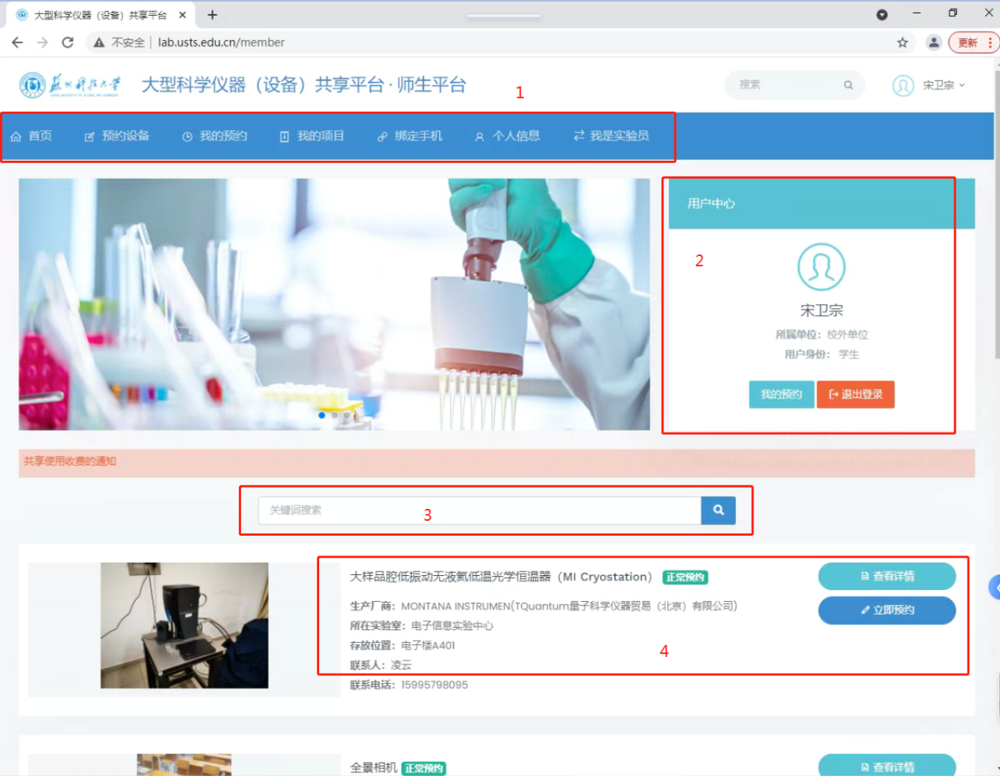 大型科学仪器（设备）共享平台
不安全 | lab.usts.edu.cn/member
更新
苏州科技大学 大型科学仪器（设备）共享平台·师生平台
1
搜索
宋卫宗
首页 预约设备 我的预约 我的项目 绑定手机 个人信息 我是实验员
用户中心
2
宋卫宗
所属单位：校外单位
用户身份：学生
我的预约 退出登录
共享使用收费的通知
关键词搜索
3
大样品腔低振动无液氦低温光学恒温器（MI Cryostation） 正常预约
查看详情
生产厂商：MONTANA INSTRUMEN(TQuantum量子科学仪器贸易（北京）有限公司)
立即预约
所在实验室：电子信息实验中心
存放位置：电子楼A401
4
联系人：凌云
联系电话：15995798095
全景相机 正常预约
查看详情